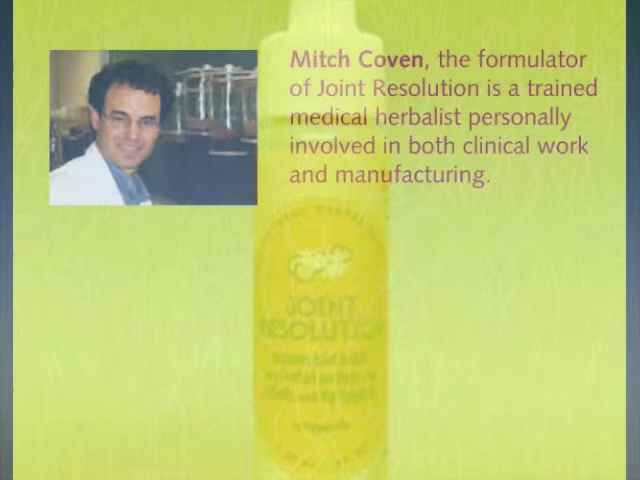 Mitch Coven, the formulator
of Joint Resolution is a trained
medical herbalist personally
involved in both clinical work
and manufacturing.
JOINT
RESOLUTION